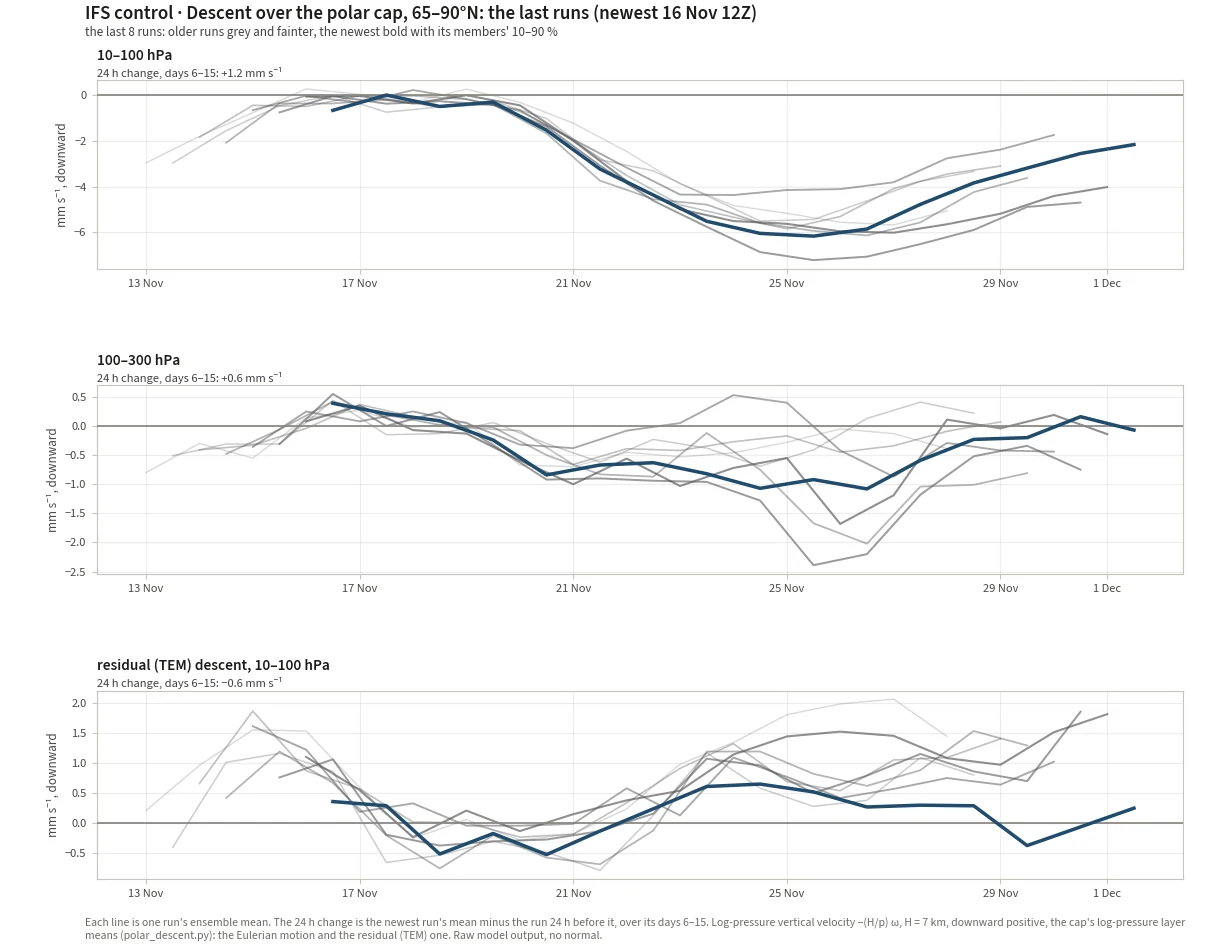 IFS control · Descent over the polar cap, 65–90°N: the last runs (newest 16 Nov 12Z)
the last 8 runs: older runs grey and fainter, the newest bold with its members' 10–90 %
10–100 hPa
24 h change, days 6–15: +1.2 mm s⁻¹
0
−2
−4
−6
mm s⁻¹, downward
13 Nov
17 Nov
21 Nov
25 Nov
29 Nov
1 Dec
100–300 hPa
24 h change, days 6–15: +0.6 mm s⁻¹
0.5
0.0
−0.5
−1.0
−1.5
−2.0
−2.5
mm s⁻¹, downward
13 Nov
17 Nov
21 Nov
25 Nov
29 Nov
1 Dec
residual (TEM) descent, 10–100 hPa
24 h change, days 6–15: −0.6 mm s⁻¹
2.0
1.5
1.0
0.5
0.0
−0.5
mm s⁻¹, downward
13 Nov
17 Nov
21 Nov
25 Nov
29 Nov
1 Dec
Each line is one run's ensemble mean. The 24 h change is the newest run's mean minus the run 24 h before it, over its days 6–15. Log-pressure vertical velocity −(H/p) ω, H = 7 km, downward positive, the cap's log-pressure layer
means (polar_descent.py): the Eulerian motion and the residual (TEM) one. Raw model output, no normal.